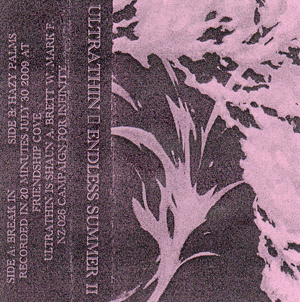 ULTRATHIN ▯ ENDLESS SUMMER II
SIDE A: BREAK IN SIDE B: HAZY PALMS
RECORDED IN 20 MINUTES JULY 30 2009 AT
FRIENDSHIP COVE
ULTRATHIN IS SHAUN A. BRETT W. MARK F.
NZ-026 CAMPAIGN FOR INFINITY